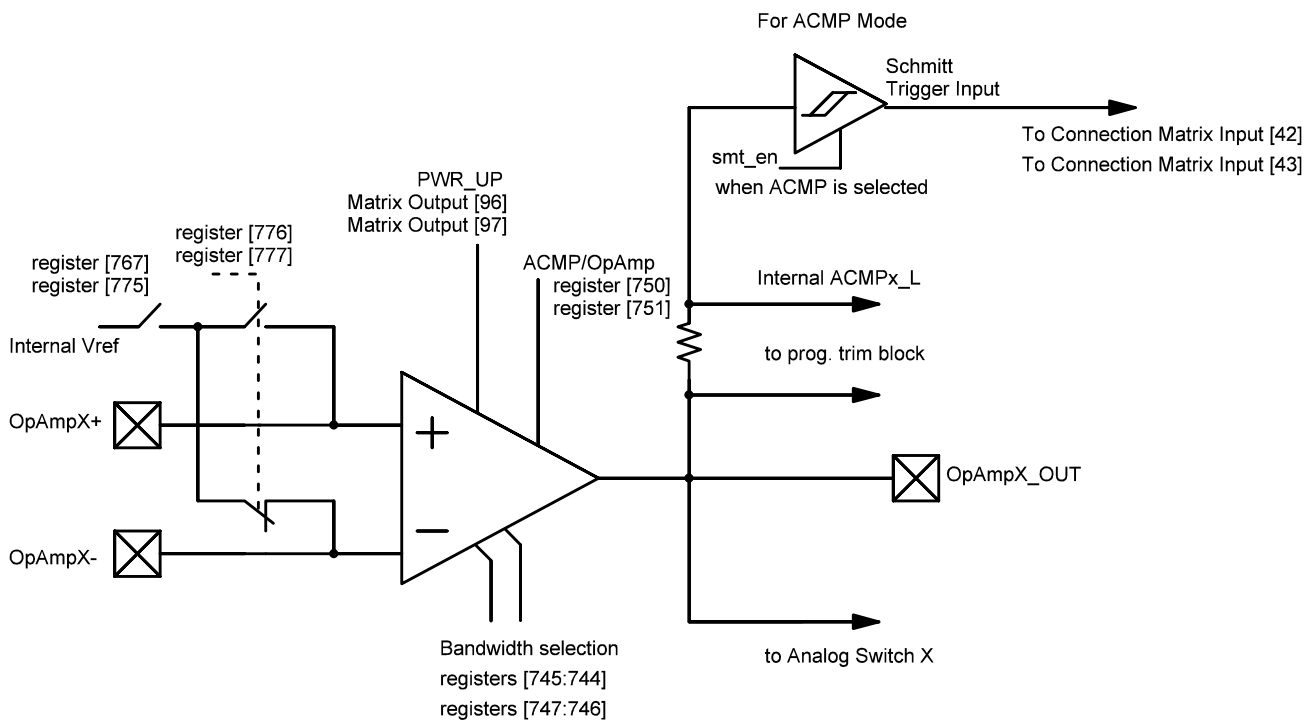 For ACMP Mode
Schmitt
Trigger Input
To Connection Matrix Input [42]
To Connection Matrix Input [43]
smt_en
when ACMP is selected
PWR_UP
Matrix Output [96]
Matrix Output [97]
register [776]
register [777]
register [767]
register [775]
ACMP/OpAmp
register [750]
register [751]
Internal ACMPx_L
Internal Vref
to prog. trim block
OpAmpX+
+
OpAmpX_OUT
−
OpAmpX-
Bandwidth selection
registers [745:744]
registers [747:746]
to Analog Switch X